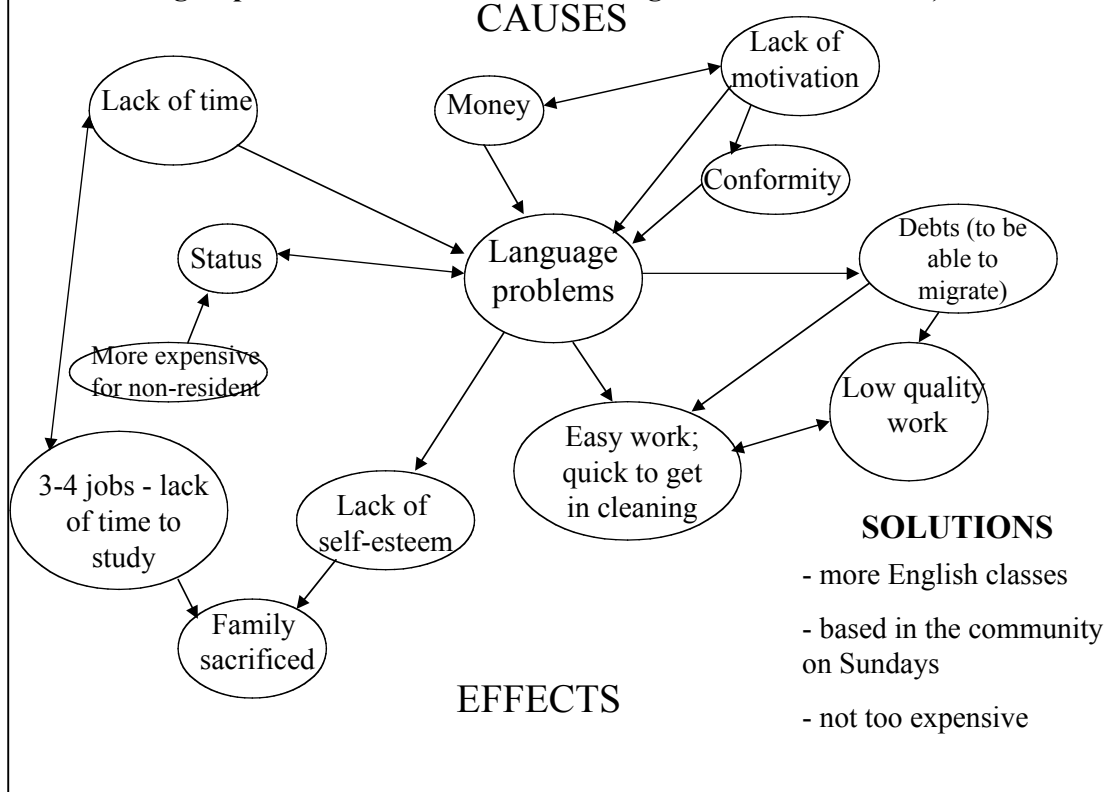 CAUSES
Lack of
motivation
Lack of time
Money
Conformity
Status
Language
problems
Debts (to be
able to
migrate)
More expensive
for non-resident
Low quality
work
Easy work;
quick to get
in cleaning
3-4 jobs - lack
of time to
study
Lack of
self-esteem
Family
sacrificed
SOLUTIONS
- more English classes
- based in the community
on Sundays
- not too expensive
EFFECTS